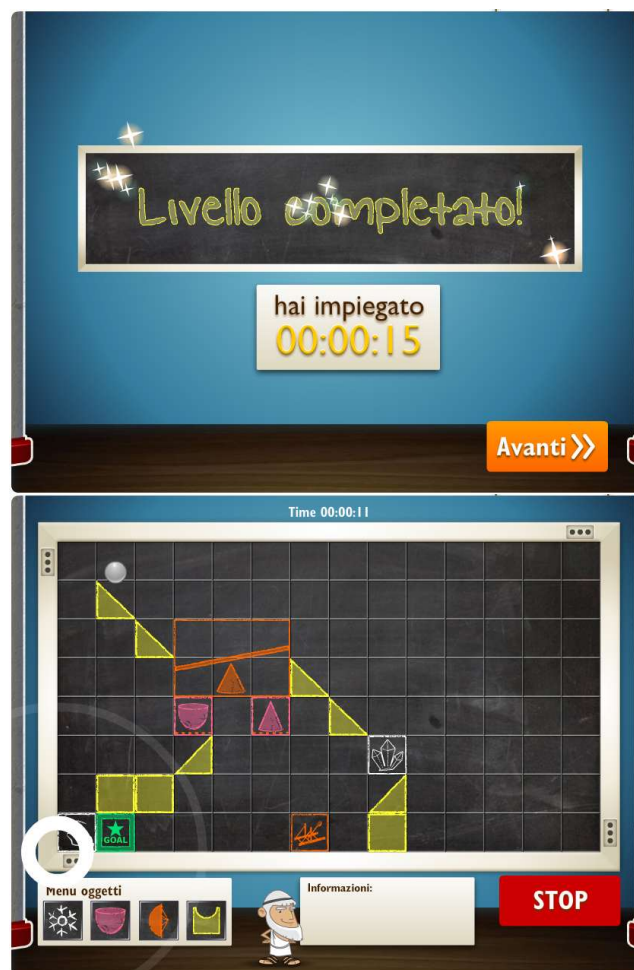 Livello completato!
hai impiegato
00:00:15
Avanti
Time 00:00:11
GOAL
Menu oggetti
Informazioni:
STOP